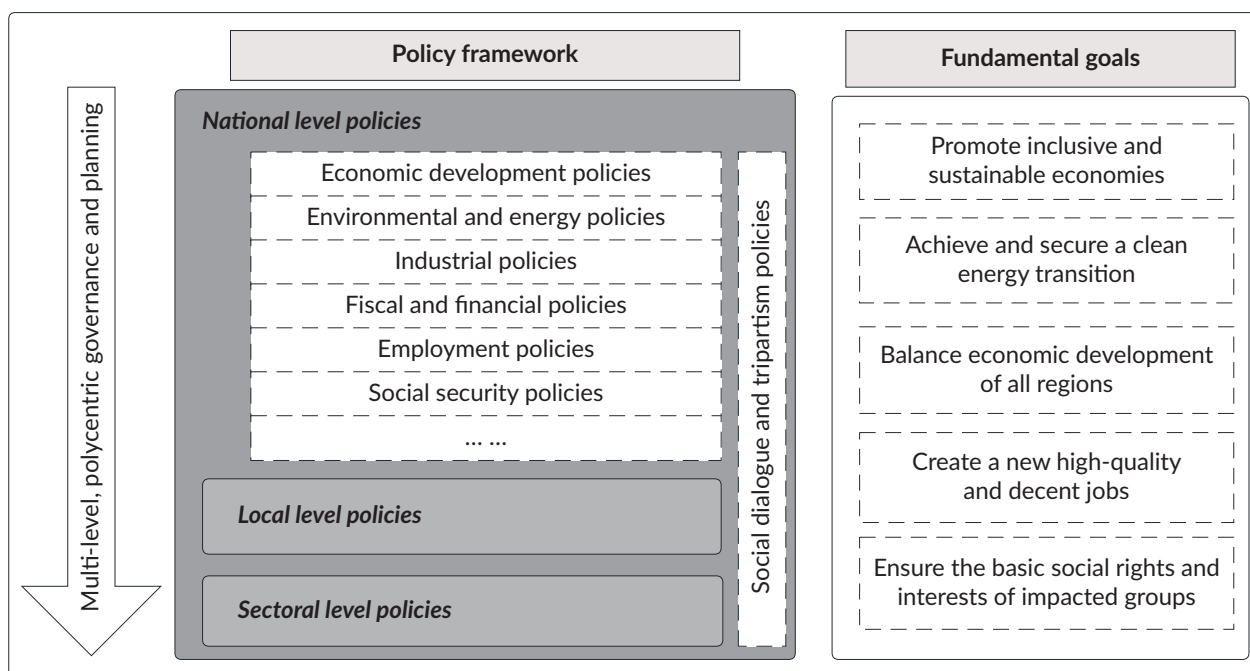 Policy framework
Fundamental goals
Multi-level, polycentric governance and planning
National level policies
Economic development policies
Environmental and energy policies
Industrial policies
Fiscal and financial policies
Employment policies
Social security policies
... ...
Local level policies
Sectoral level policies
Social dialogue and tripartism policies
Promote inclusive and
sustainable economies
Achieve and secure a clean
energy transition
Balance economic development
of all regions
Create a new high-quality
and decent jobs
Ensure the basic social rights and
interests of impacted groups